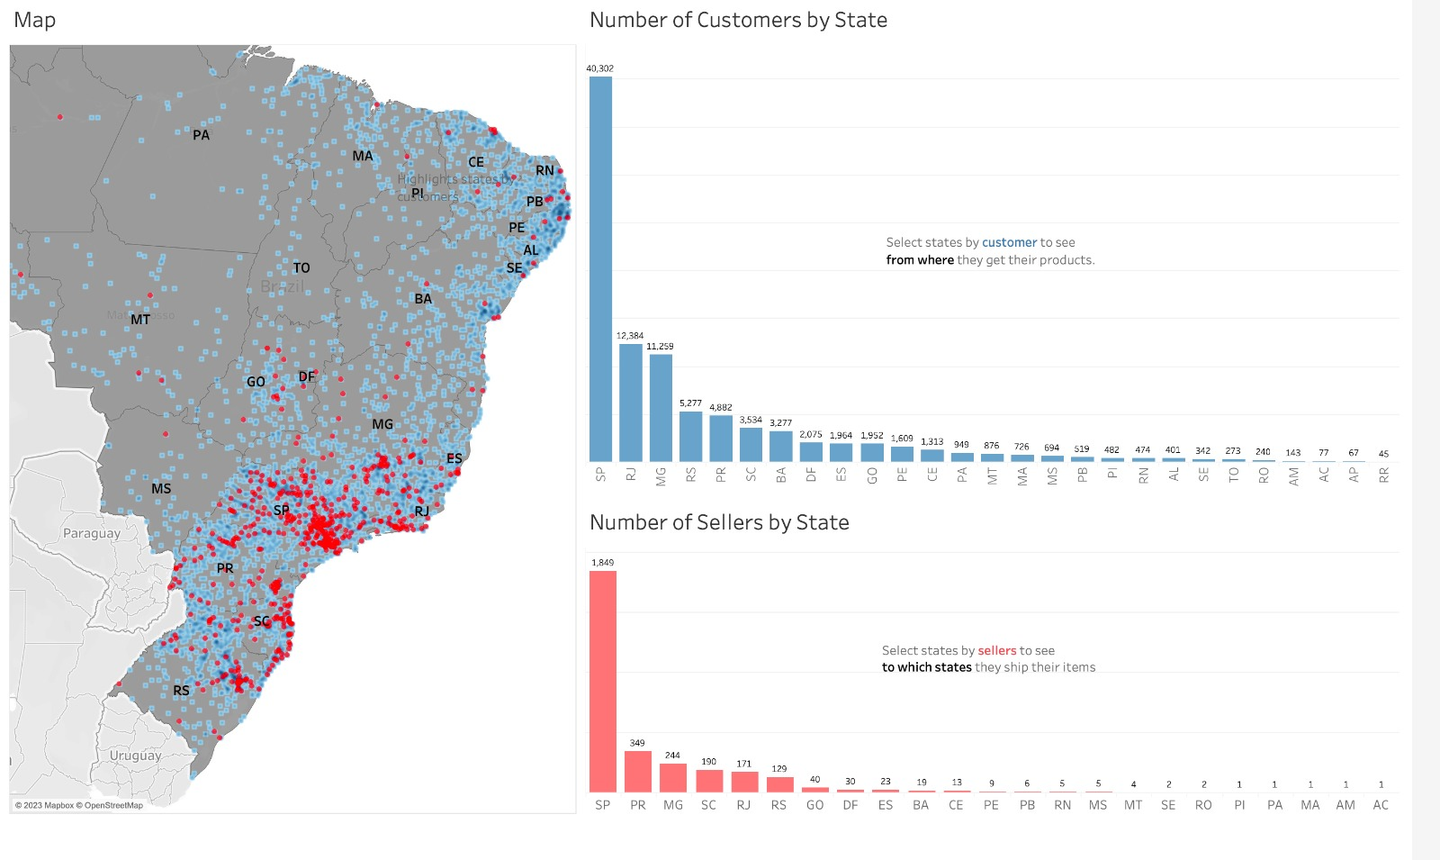 Map
Number of Customers by State
PA
MA
CE
RN
Highlights states by
customers
PI
PB
PE
AL
SE
TO
Brazil
BA
MT
GO
DF
MG
ES
MS
SP
RJ
Paraguay
PR
SC
RS
Uruguay
© 2023 Mapbox © OpenStreetMap
40,302
12,384
11,259
5,277
4,882
3,534
3,277
2,075
1,964
1,952
1,609
1,313
949
876
726
694
519
482
474
401
342
273
240
143
77
67
45
Select states by customer to see
from where they get their products.
SP RJ MG RS PR SC BA DF ES GO PE CE PA MT MA MS PB PI RN AL SE TO RO AM AC AP RR
Number of Sellers by State
1,849
349
244
190
171
129
40
30
23
19
13
9
6
5
5
4
2
2
1
1
1
1
1
Select states by sellers to see
to which states they ship their items
SP PR MG SC RJ RS GO DF ES BA CE PE PB RN MS MT SE RO PI PA MA AM AC